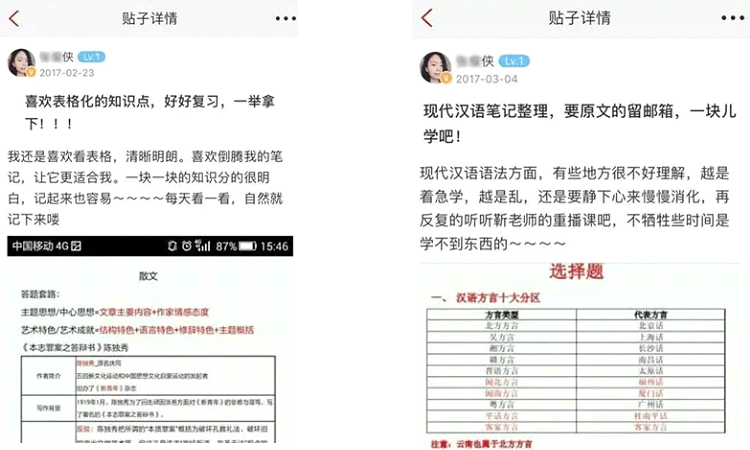 贴子详情
侠 Lv.1
2017-02-23
喜欢表格化的知识点，好好复习，一举拿
下！！！
我还是喜欢看表格，清晰明朗。喜欢倒腾我的笔
记，让它更适合我。一块一块的知识分的很明
白，记起来也容易～～～～每天看一看，自然就
记下来喽
中国移动 4G 87% 15:46
散文
答题套路：
主题思想/中心思想=文章主要内容+作家情感态度
艺术特色/艺术成就=结构特色+语言特色+修辞特色+主题概括
《本志罪案之答辩书》陈独秀
作者简介
陈独秀，原名庆同
五四新文化运动和中国思想文化启蒙运动的发起者
创办了《新青年》杂志
写作背景
1919年1月，陈独秀为了回击顽固派各方面对《新青年》的非难与谩骂，写
了著名的《本志罪案之答辩书》。
反驳：陈独秀把所谓的“本质罪案”概括为破坏孔教礼法、破坏旧
贴子详情
侠 Lv.1
2017-03-04
现代汉语笔记整理，要原文的留邮箱，一块儿
学吧！
现代汉语语法方面，有些地方很不好理解，越是
着急学，越是乱，还是要静下心来慢慢消化，再
反复的听听靳老师的重播课吧，不牺牲些时间是
学不到东西的～～～～
选择题
一、 汉语方言十大分区
方言类型 代表方言
北方方言 北京话
吴方言 上海话
湘方言 长沙话
赣方言 南昌话
晋语方言 太原话
闽北方言 福州话
闽南方言 厦门话
粤方言 广州话
平话方言 桂南平话
客家方言 客家方言
注意：云南也属于北方方言